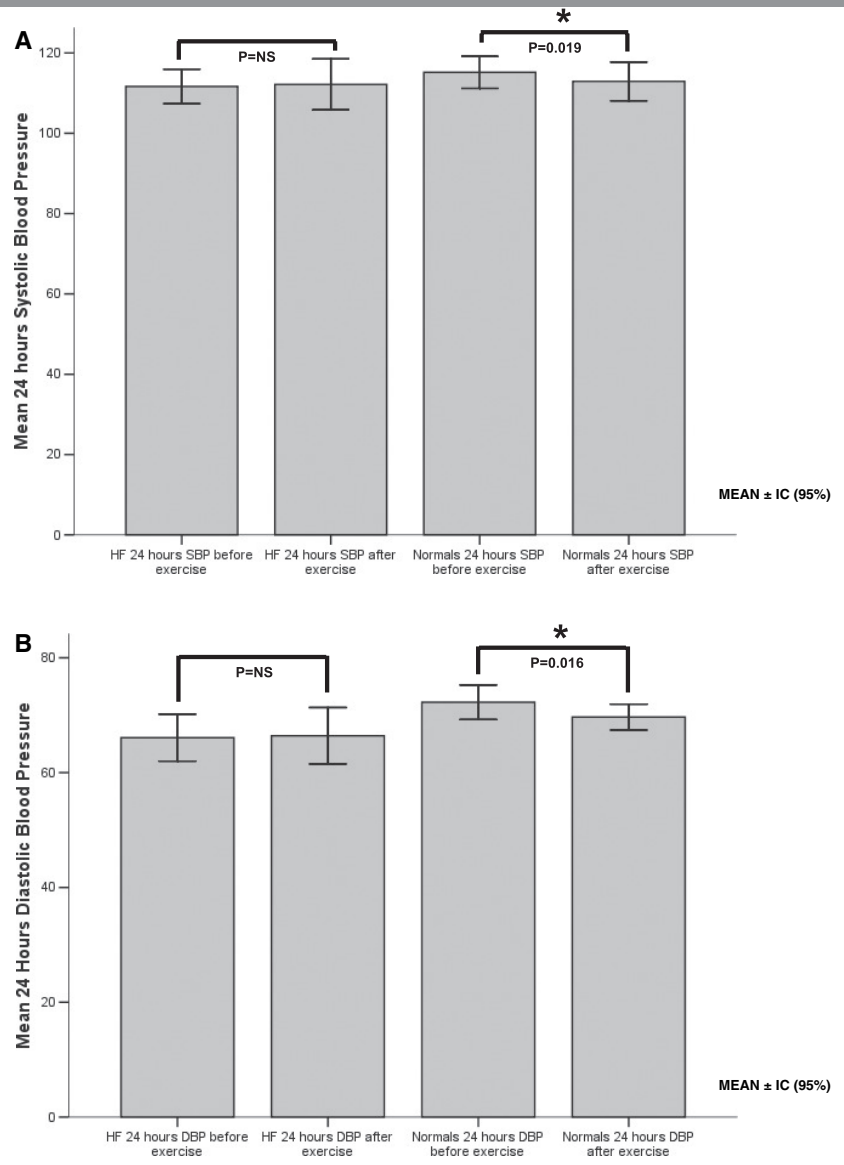 A
*
P=NS
P=0.019
Mean 24 hours Systolic Blood Pressure
120
100
80
60
40
20
0
MEAN ± IC (95%)
HF 24 hours SBP before
exercise
HF 24 hours SBP after
exercise
Normals 24 hours SBP
before exercise
Normals 24 hours SBP
after exercise
B
*
P=NS
P=0.016
Mean 24 Hours Diastolic Blood Pressure
80
60
40
20
0
MEAN ± IC (95%)
HF 24 hours DBP before
exercise
HF 24 hours DBP after
exercise
Normals 24 hours DBP
before exercise
Normals 24 hours DBP
after exercise